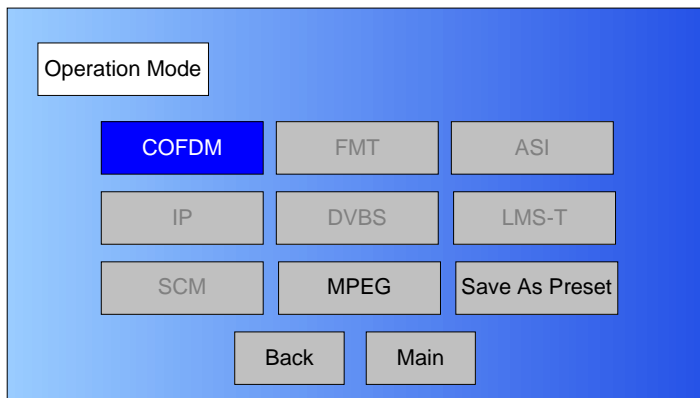 Operation Mode
COFDM
FMT
ASI
IP
DVBS
LMS-T
SCM
MPEG
Save As Preset
Back
Main